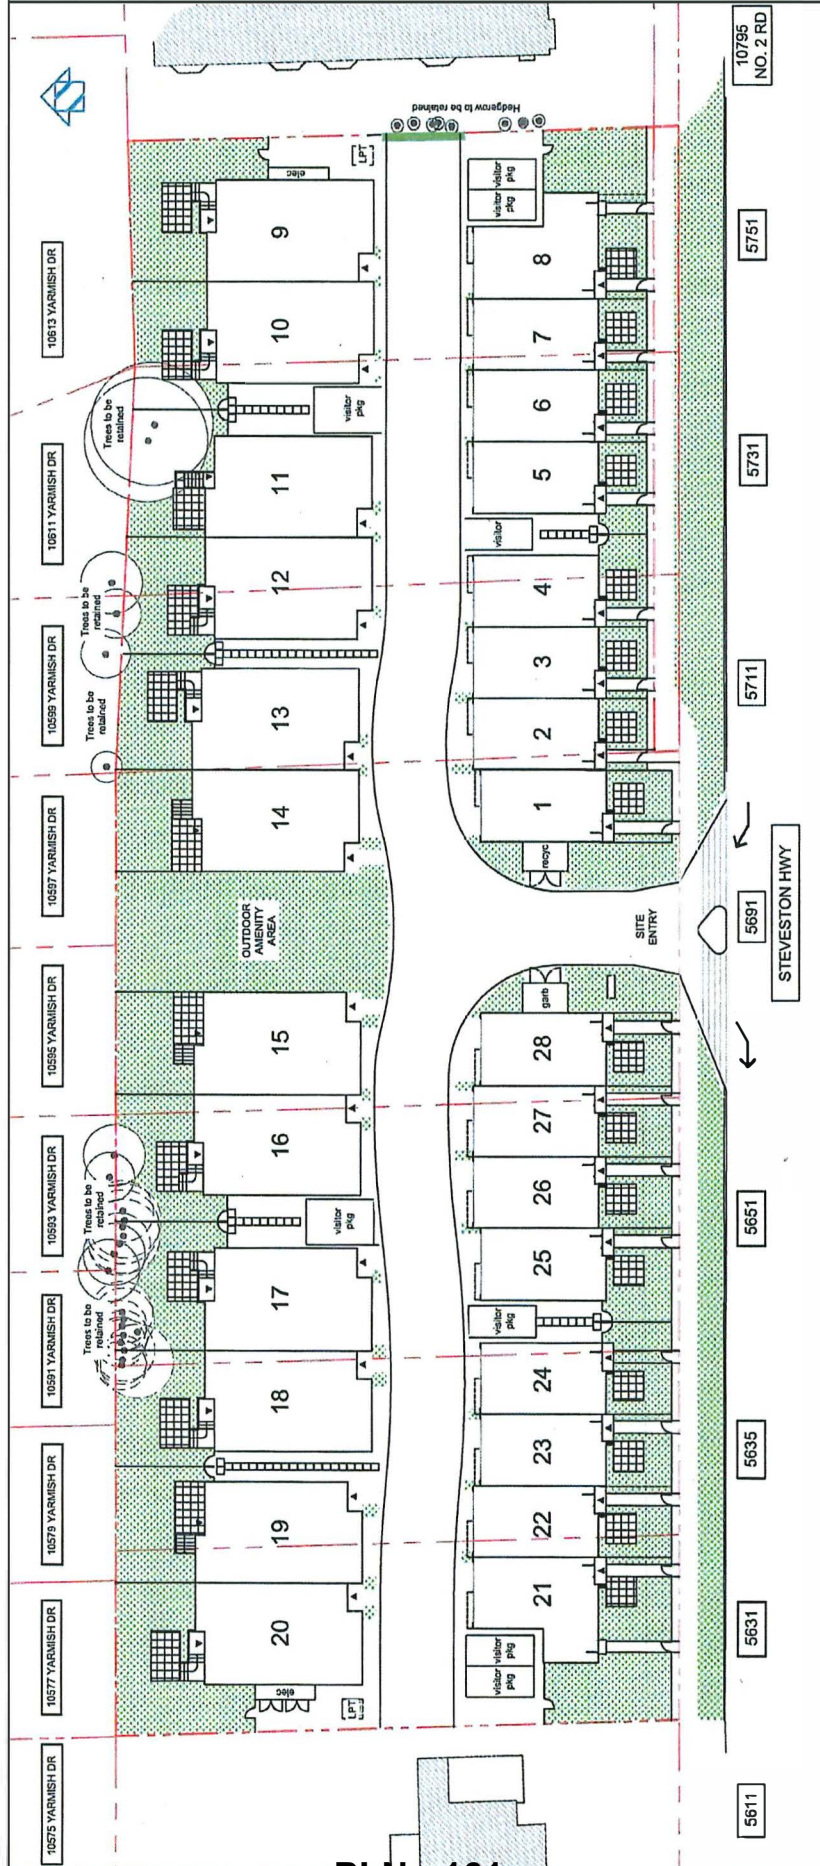 10795
NO. 2 RD
Hedgerow to be retained
LPT
elec
visitor
pkg
visitor
pkg
9
8
5751
10613 YARMISH DR
10
7
Trees to be
retained
visitor
pkg
6
10611 YARMISH DR
11
5
5731
visitor
12
4
Trees to be
retained
10599 YARMISH DR
3
Trees to be
retained
13
2
5711
14
1
10597 YARMISH DR
recyc
OUTDOOR
AMENITY
AREA
SITE
ENTRY
5691
STEVESTON HWY
garb
10595 YARMISH DR
15
28
16
27
10593 YARMISH DR
Trees to be
retained
26
5651
visitor
pkg
25
17
visitor
pkg
Trees to be
retained
10591 YARMISH DR
24
18
23
5635
10579 YARMISH DR
19
22
21
5631
10577 YARMISH DR
20
visitor
pkg
visitor
pkg
elec
LPT
10575 YARMISH DR
5611